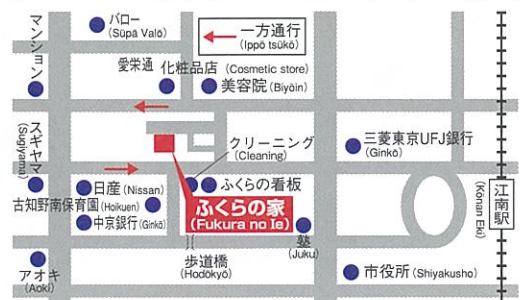 マンション
バロー
(Sūpā Valō)
一方通行
(Ippō tsūkō)
愛栄通
化粧品店 (Cosmetic store)
美容院 (Biyōin)
スギヤマ
(Sugiyama)
クリーニング
(Cleaning)
三菱東京UFJ銀行
(Ginkō)
日産 (Nissan)
ふくらの看板
古知野南保育園 (Hoikuen)
中京銀行 (Ginkō)
ふくらの家
(Fukura no Ie)
塾
(Juku)
江南駅
(Kōnan Eki)
アオキ
(Aoki)
歩道橋
(Hodōkyō)
市役所 (Shiyakusho)